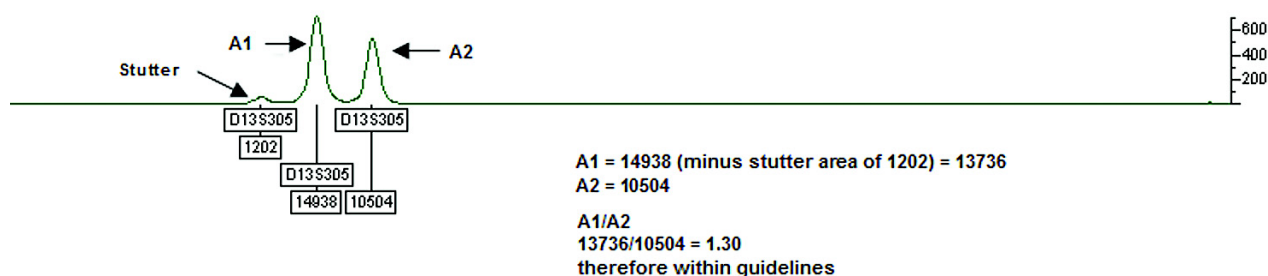 A1
A2
Stutter
600
400
200
D13S305
D13S305
1202
D13S305
14938
10504
A1 = 14938 (minus stutter area of 1202) = 13736
A2 = 10504
A1/A2
13736/10504 = 1.30
therefore within guidelines